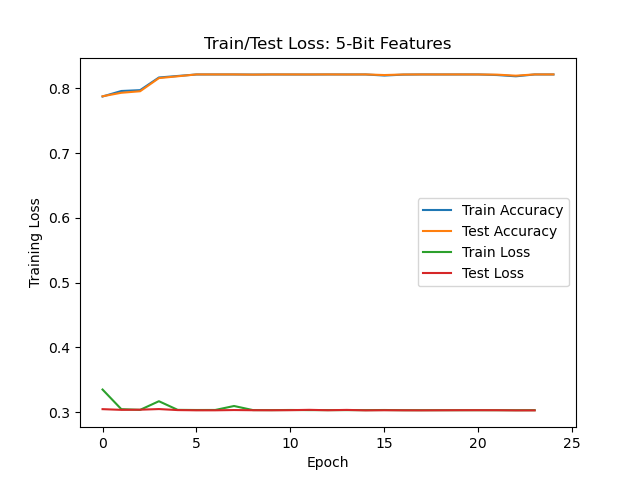 Train/Test Loss: 5-Bit Features
Training Loss
0.8
0.7
0.6
0.5
0.4
0.3
Train Accuracy
Test Accuracy
Train Loss
Test Loss
0 5 10 15 20 25
Epoch